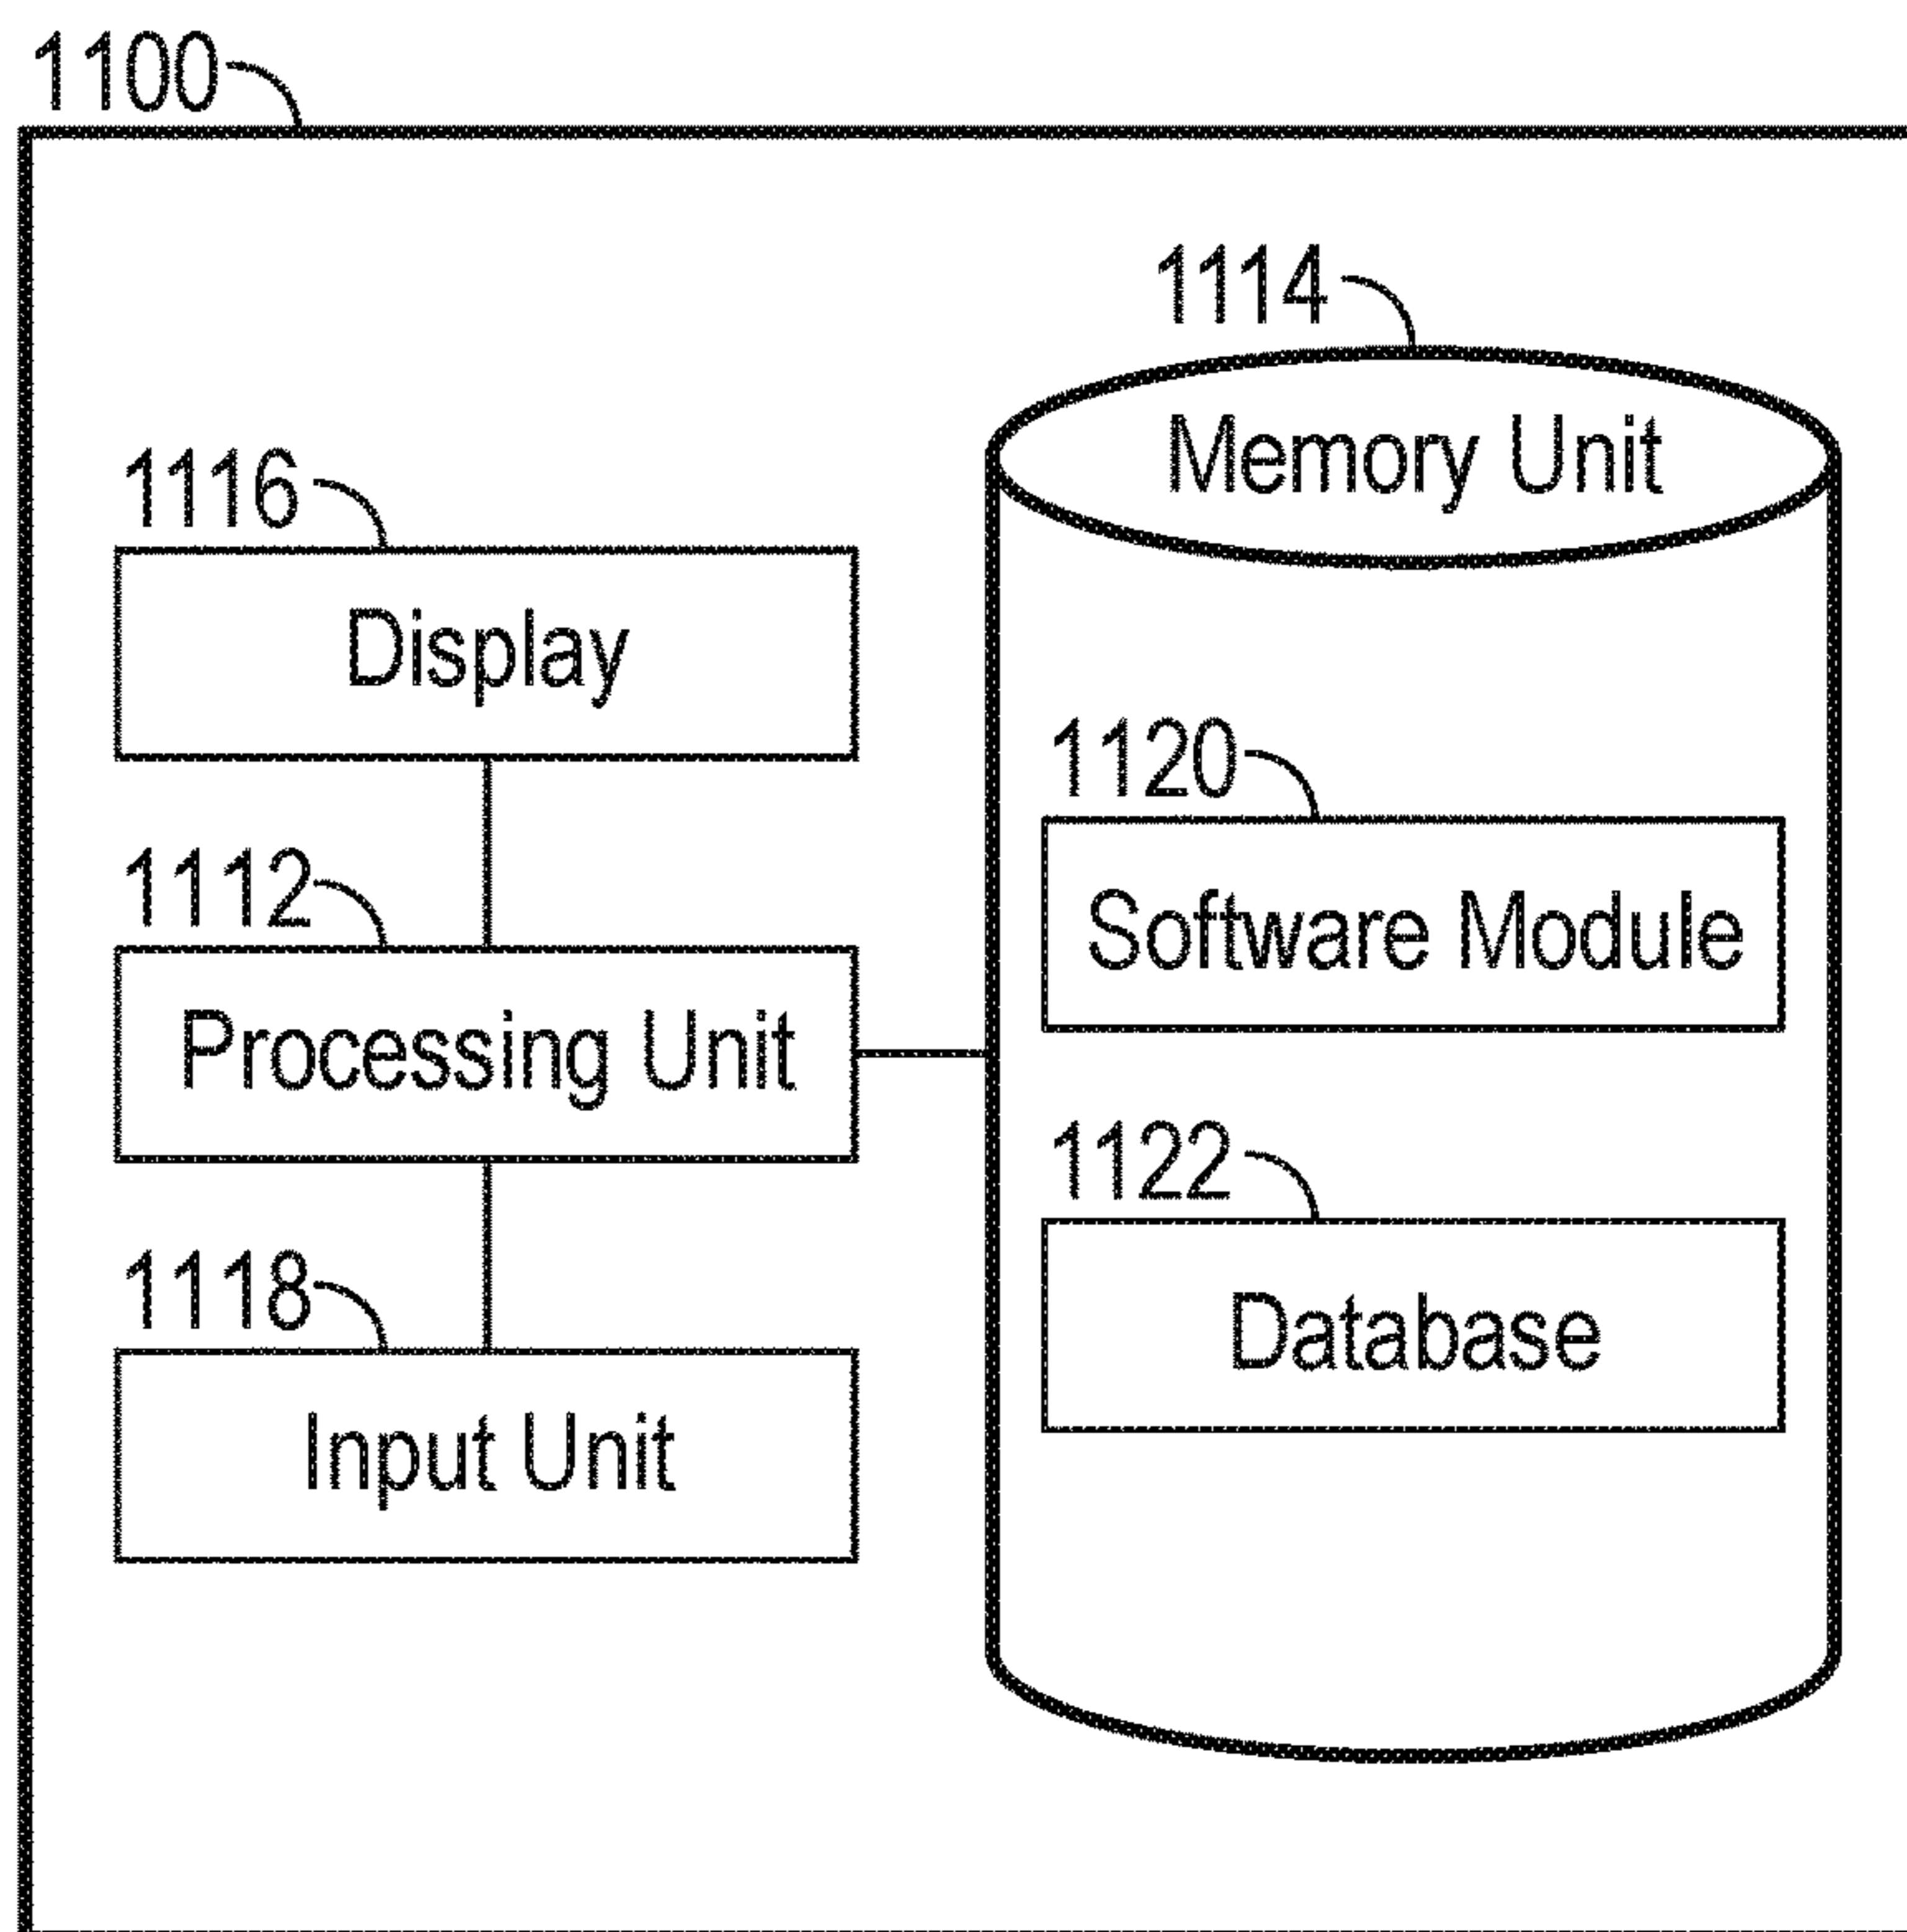 1100
1114
Memory Unit
1116
Display
1120
Software Module
1112
Processing Unit
1122
Database
1118
Input Unit